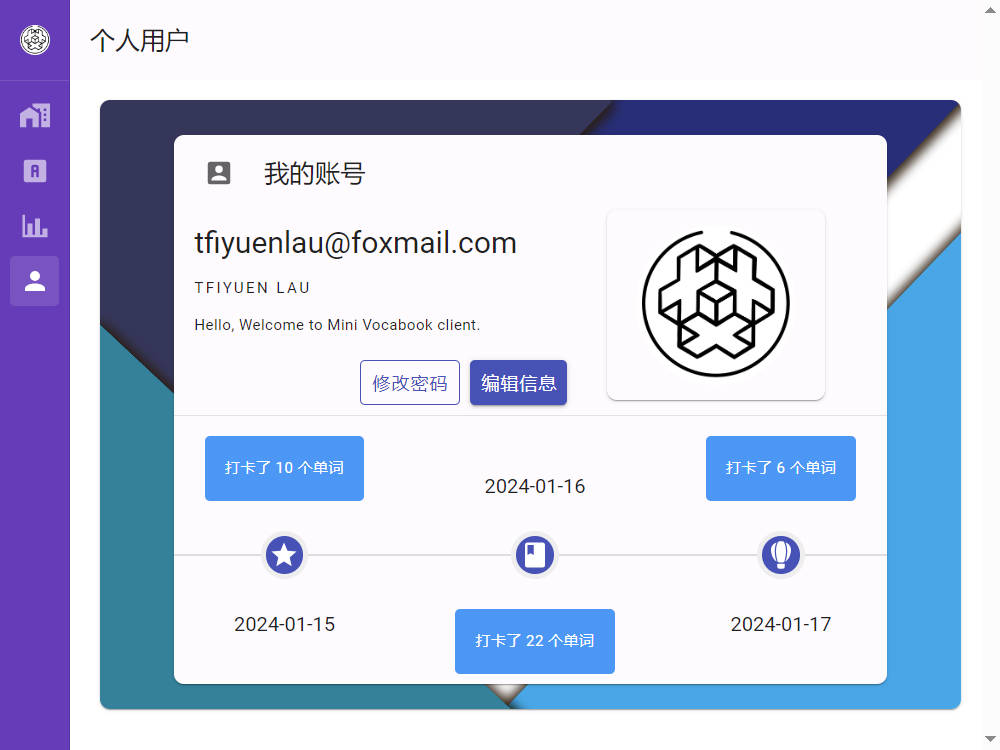 个人用户
我的账号
tfiyuenlau@foxmail.com
TFIYUEN LAU
Hello, Welcome to Mini Vocabook client.
修改密码
编辑信息
打卡了 10 个单词
2024-01-15
2024-01-16
打卡了 22 个单词
打卡了 6 个单词
2024-01-17